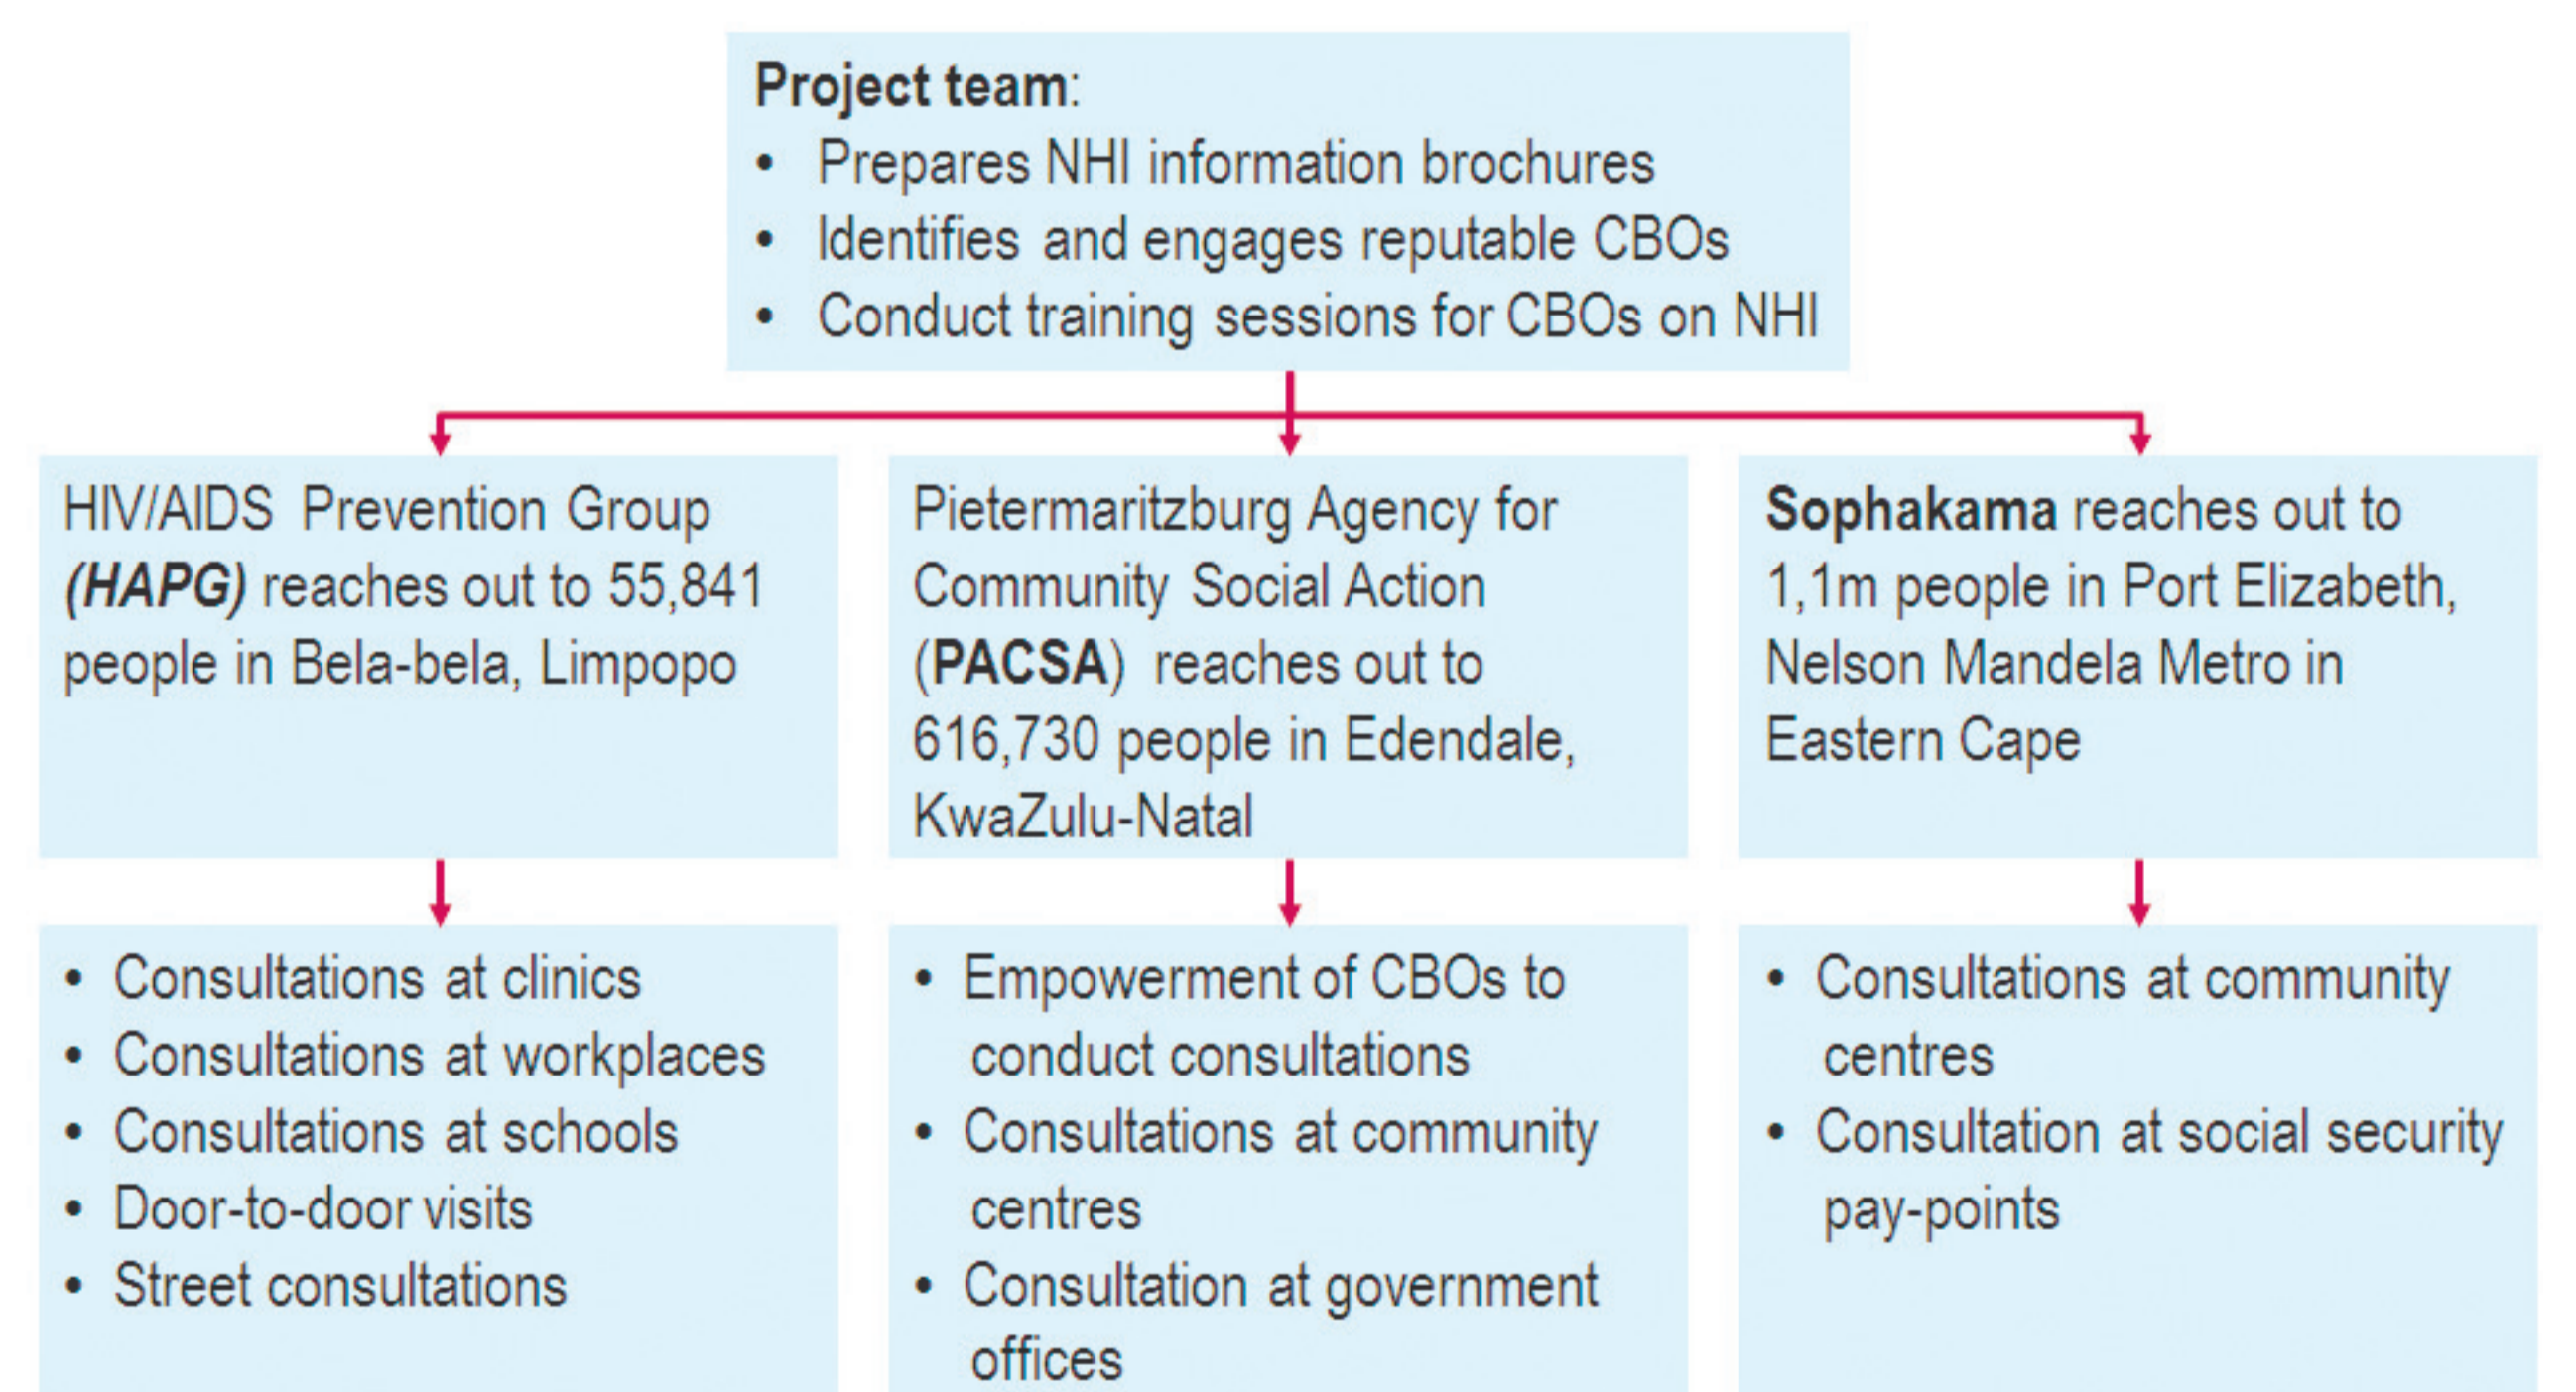 Project team:
• Prepares NHI information brochures
• Identifies and engages reputable CBOs
• Conduct training sessions for CBOs on NHI
HIV/AIDS Prevention Group
(HAPG) reaches out to 55,841
people in Bela-bela, Limpopo
Pietermaritzburg Agency for
Community Social Action
(PACSA) reaches out to
616,730 people in Edendale,
KwaZulu-Natal
Sophakama reaches out to
1,1m people in Port Elizabeth,
Nelson Mandela Metro in
Eastern Cape
• Consultations at clinics
• Consultations at workplaces
• Consultations at schools
• Door-to-door visits
• Street consultations
• Empowerment of CBOs to
conduct consultations
• Consultations at community
centres
• Consultation at government
offices
• Consultations at community
centres
• Consultation at social security
pay-points